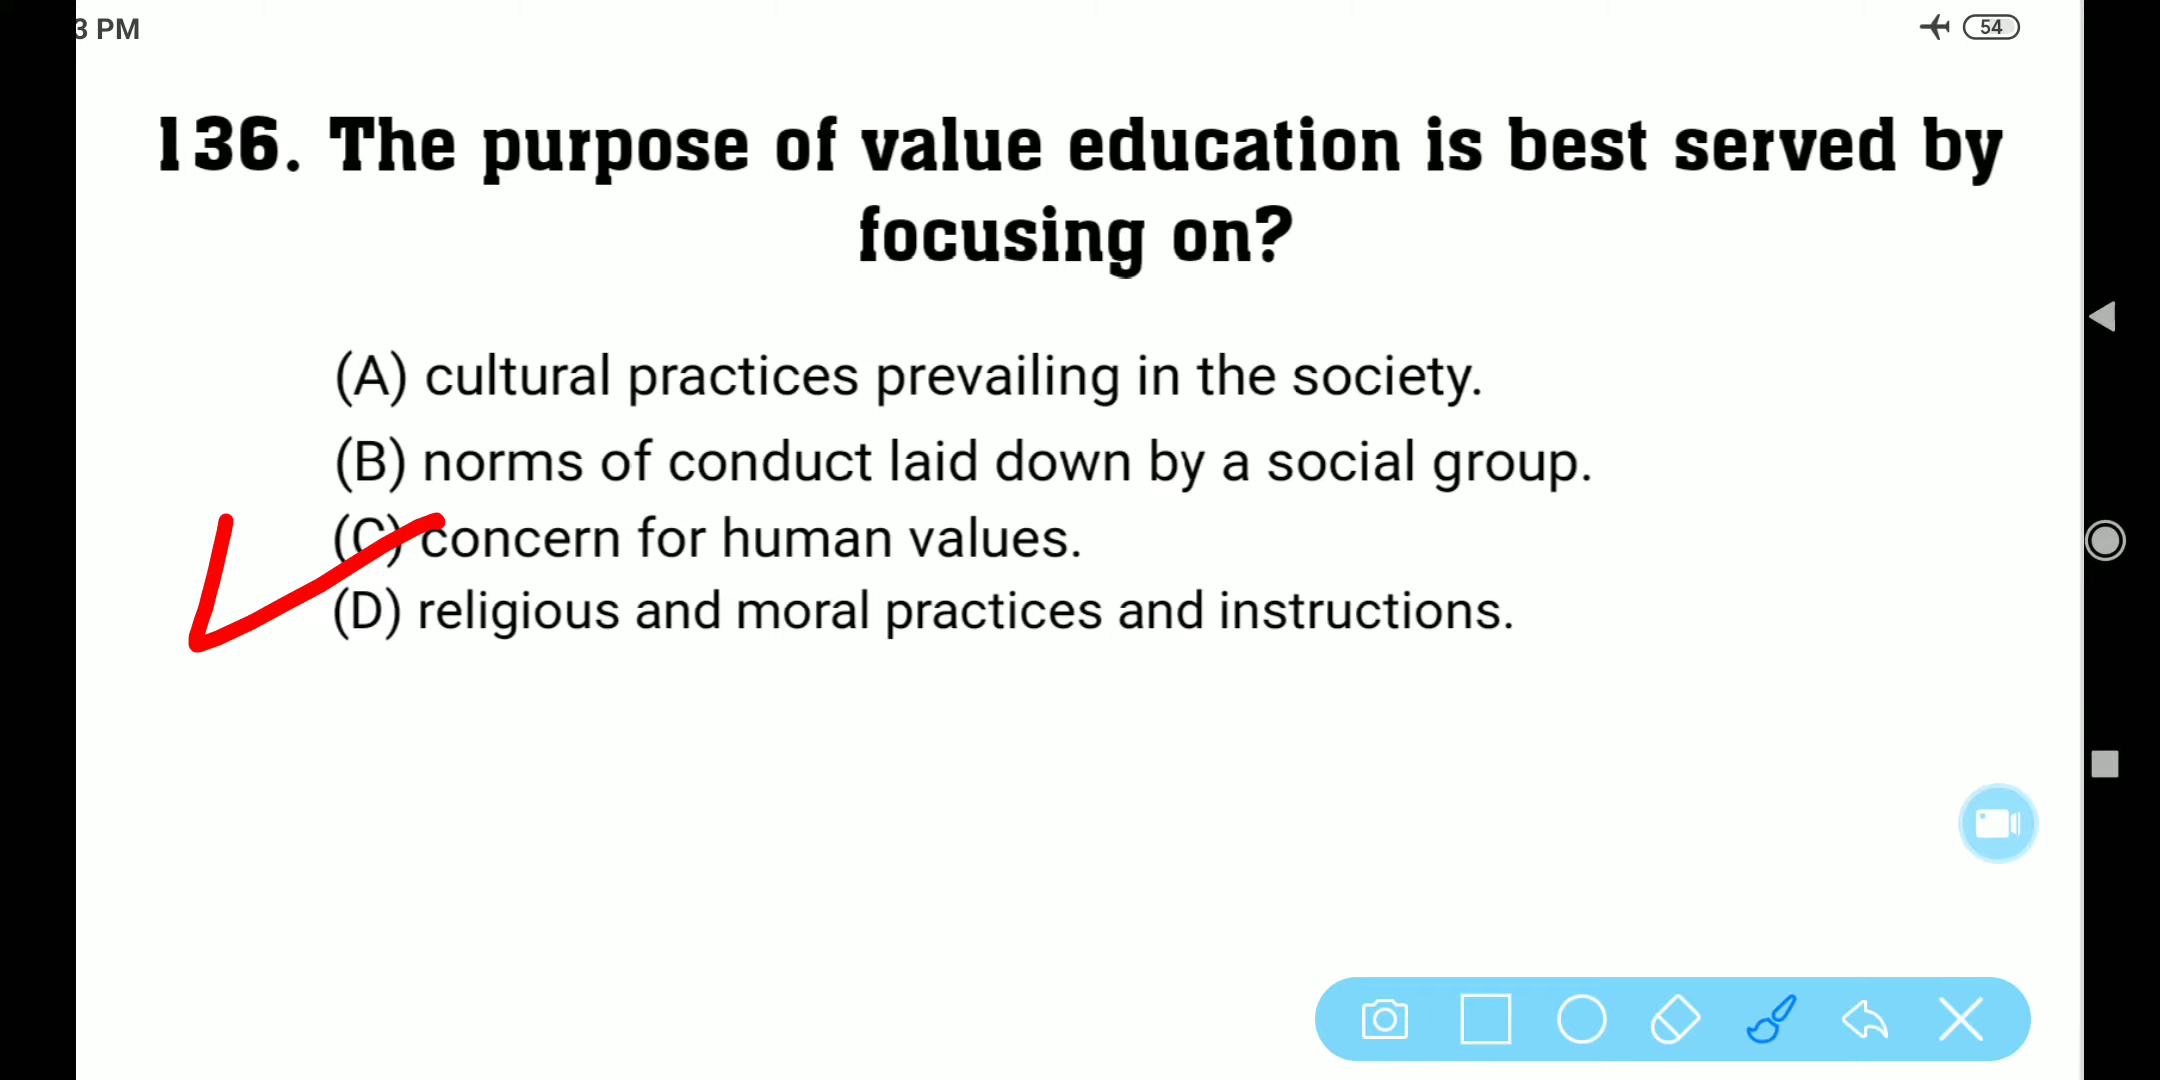 3 PM
54
136. The purpose of value education is best served by
focusing on?
(A) cultural practices prevailing in the society.
(B) norms of conduct laid down by a social group.
(C) concern for human values.
(D) religious and moral practices and instructions.